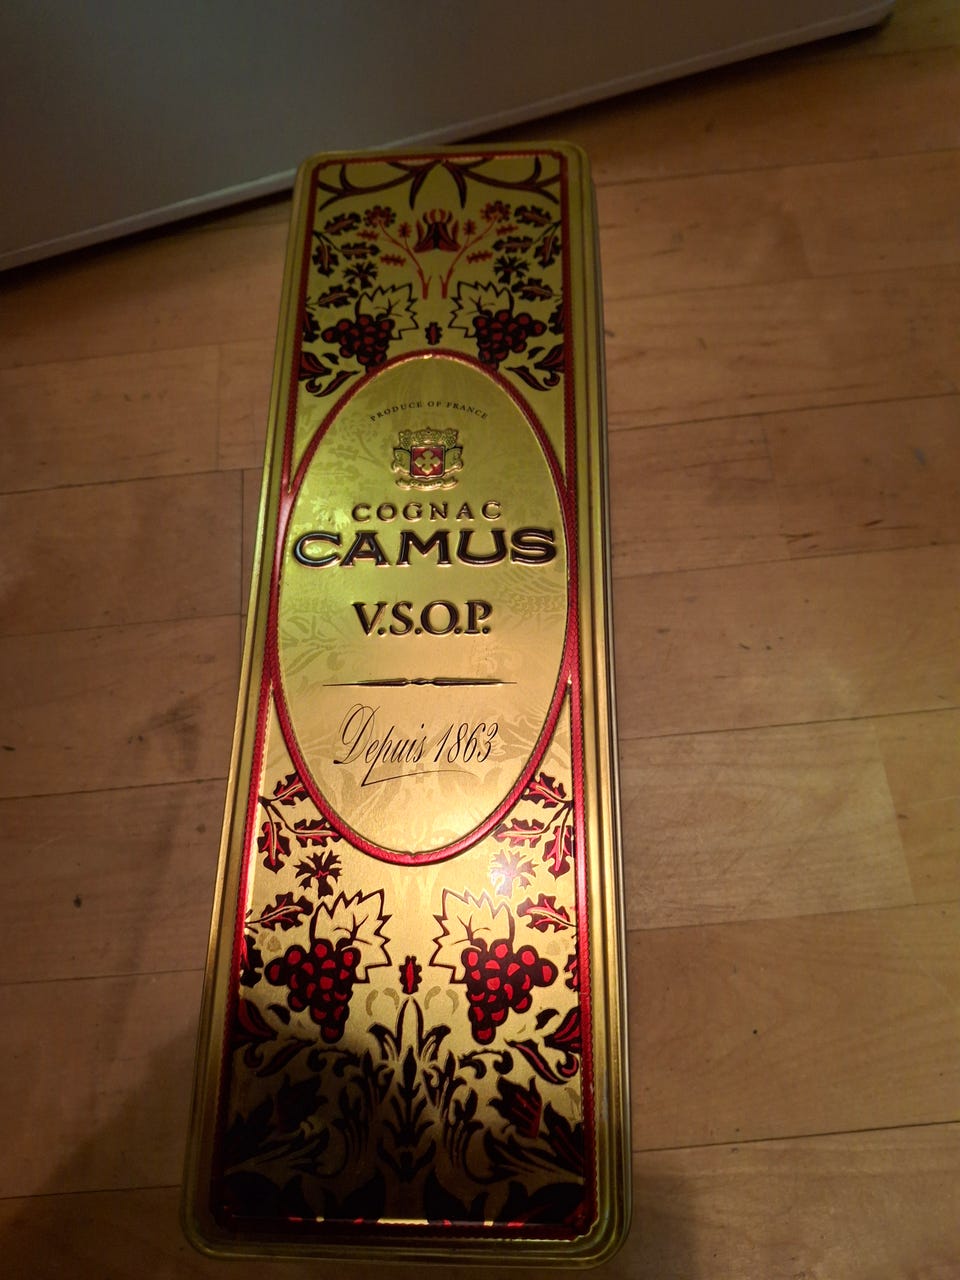 PRODUCE OF FRANCE
COGNAC
CAMUS
V.S.O.P.
Depuis 1863